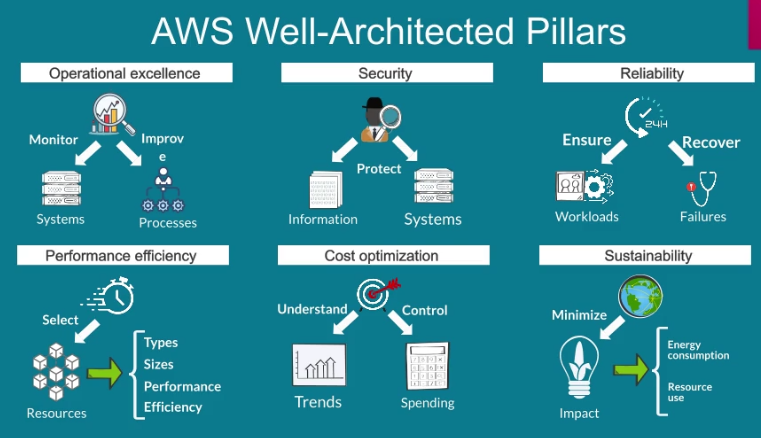 AWS Well-Architected Pillars
Operational excellence
Monitor
Improv
e
Systems
Processes
Security
Protect
Information
Systems
Reliability
24H
Ensure
Recover
Workloads
Failures
Performance efficiency
Select
Resources
Types
Sizes
Performance
Efficiency
Cost optimization
Understand
Control
Trends
Spending
Sustainability
Minimize
Impact
Energy
consumption
Resource
use